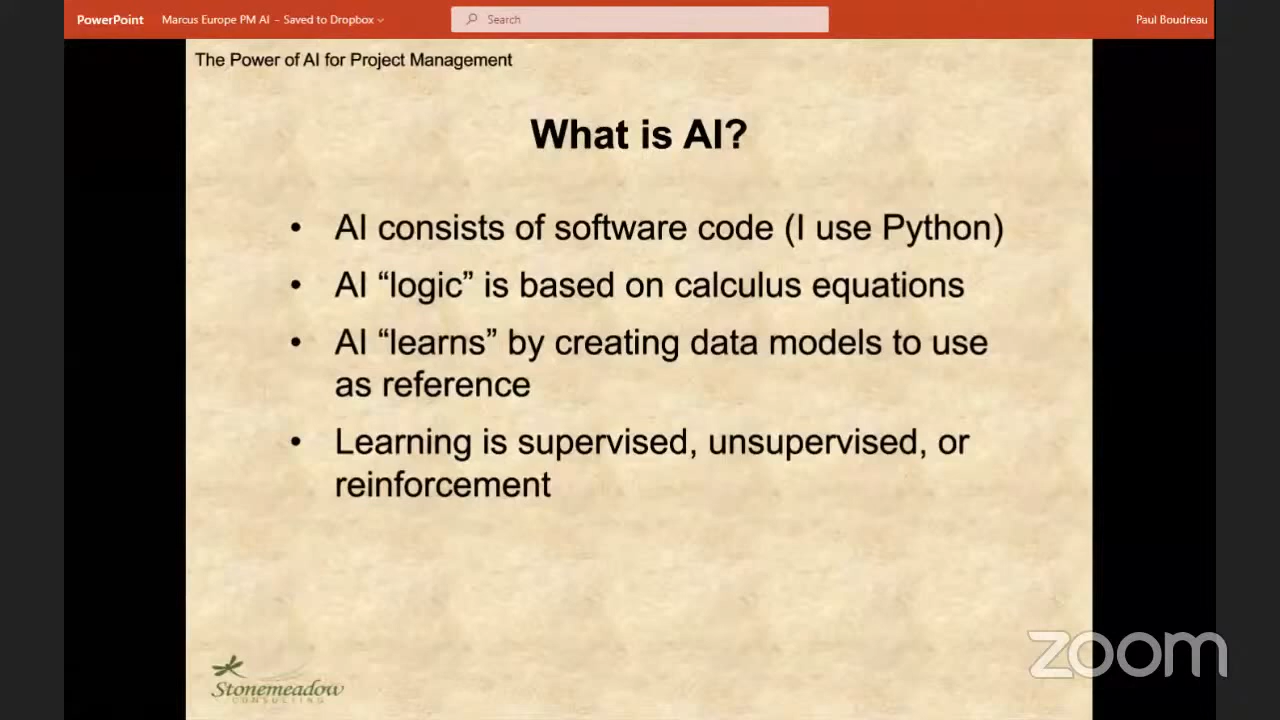 PowerPoint Marcus Europe PM AI – Saved to Dropbox Search Paul Boudreau
The Power of AI for Project Management
What is AI?
• AI consists of software code (I use Python)
• AI “logic” is based on calculus equations
• AI “learns” by creating data models to use
as reference
• Learning is supervised, unsupervised, or
reinforcement
Stonemeadow
CONSULTING
zoom